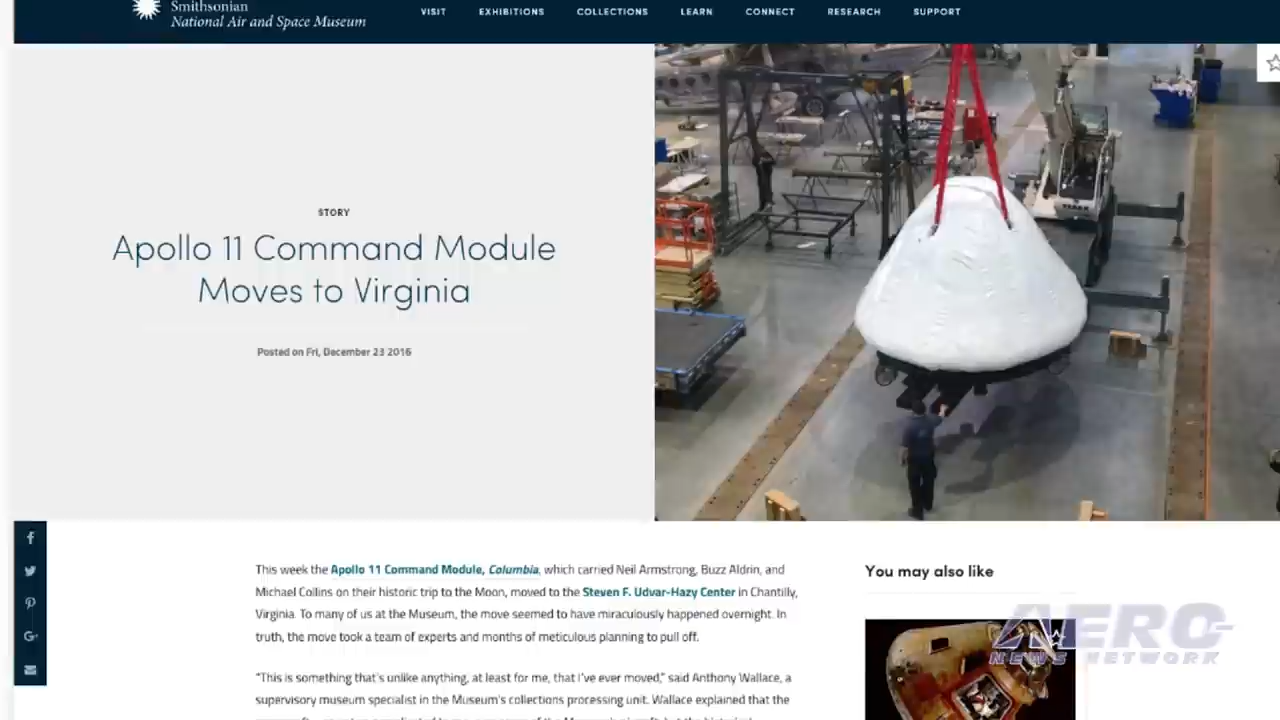 Smithsonian
National Air and Space Museum
VISIT EXHIBITIONS COLLECTIONS LEARN CONNECT RESEARCH SUPPORT
STORY
Apollo 11 Command Module
Moves to Virginia
Posted on Fri, December 23 2016
TEREX
This week the Apollo 11 Command Module, Columbia, which carried Neil Armstrong, Buzz Aldrin, and
Michael Collins on their historic trip to the Moon, moved to the Steven F. Udvar-Hazy Center in Chantilly,
Virginia. To many of us at the Museum, the move seemed to have miraculously happened overnight. In
truth, the move took a team of experts and months of meticulous planning to pull off.
"This is something that's unlike anything, at least for me, that I've ever moved," said Anthony Wallace, a
supervisory museum specialist in the Museum's collections processing unit. Wallace explained that the
You may also like
AERO-
NEWS NETWORK